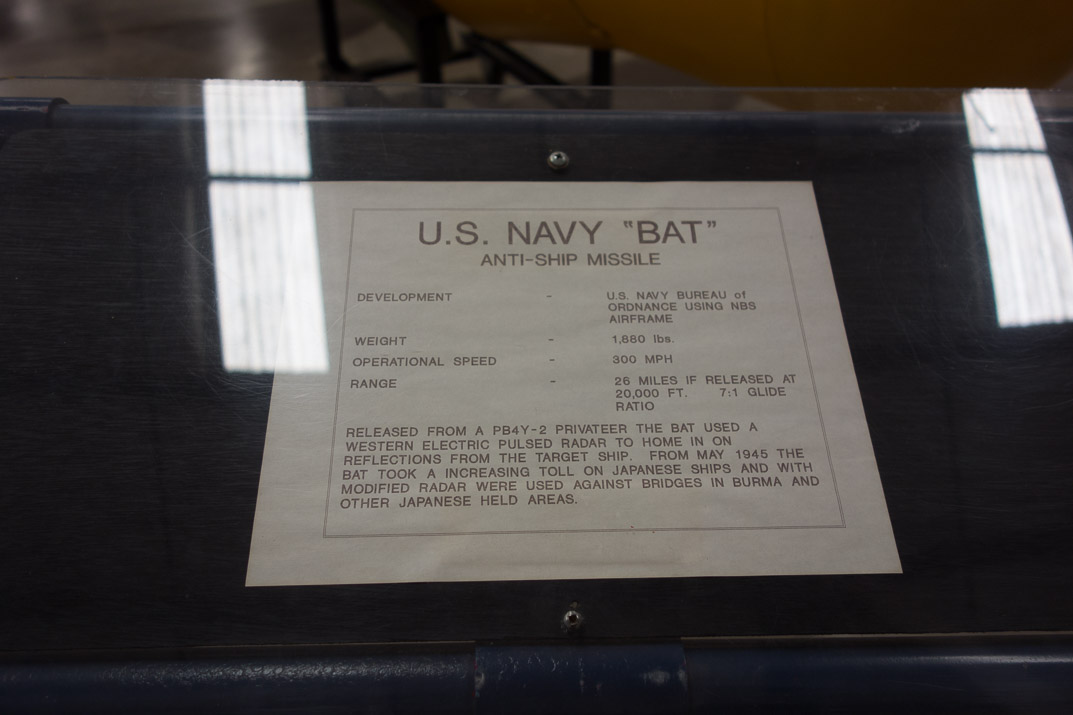 U.S. NAVY "BAT"
ANTI-SHIP MISSILE
DEVELOPMENT - U.S. NAVY BUREAU of
ORDNANCE USING NBS
AIRFRAME
WEIGHT - 1,880 lbs.
OPERATIONAL SPEED - 300 MPH
RANGE - 26 MILES IF RELEASED AT
20,000 FT. 7:1 GLIDE
RATIO
RELEASED FROM A PB4Y-2 PRIVATEER THE BAT USED A
WESTERN ELECTRIC PULSED RADAR TO HOME IN ON
REFLECTIONS FROM THE TARGET SHIP. FROM MAY 1945 THE
BAT TOOK A INCREASING TOLL ON JAPANESE SHIPS AND WITH
MODIFIED RADAR WERE USED AGAINST BRIDGES IN BURMA AND
OTHER JAPANESE HELD AREAS.